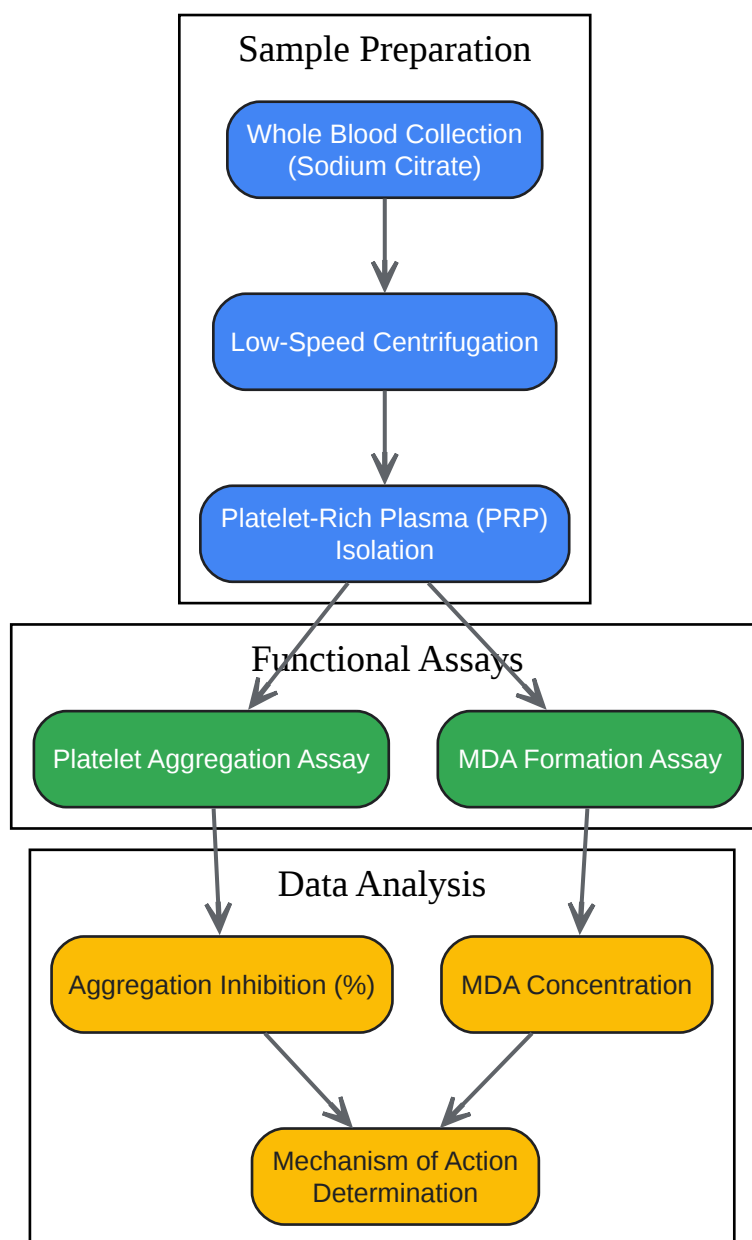 Sample Preparation
Whole Blood Collection
(Sodium Citrate)
Low-Speed Centrifugation
Platelet-Rich Plasma (PRP)
Isolation
Functional Assays
Platelet Aggregation Assay
MDA Formation Assay
Data Analysis
Aggregation Inhibition (%)
MDA Concentration
Mechanism of Action
Determination